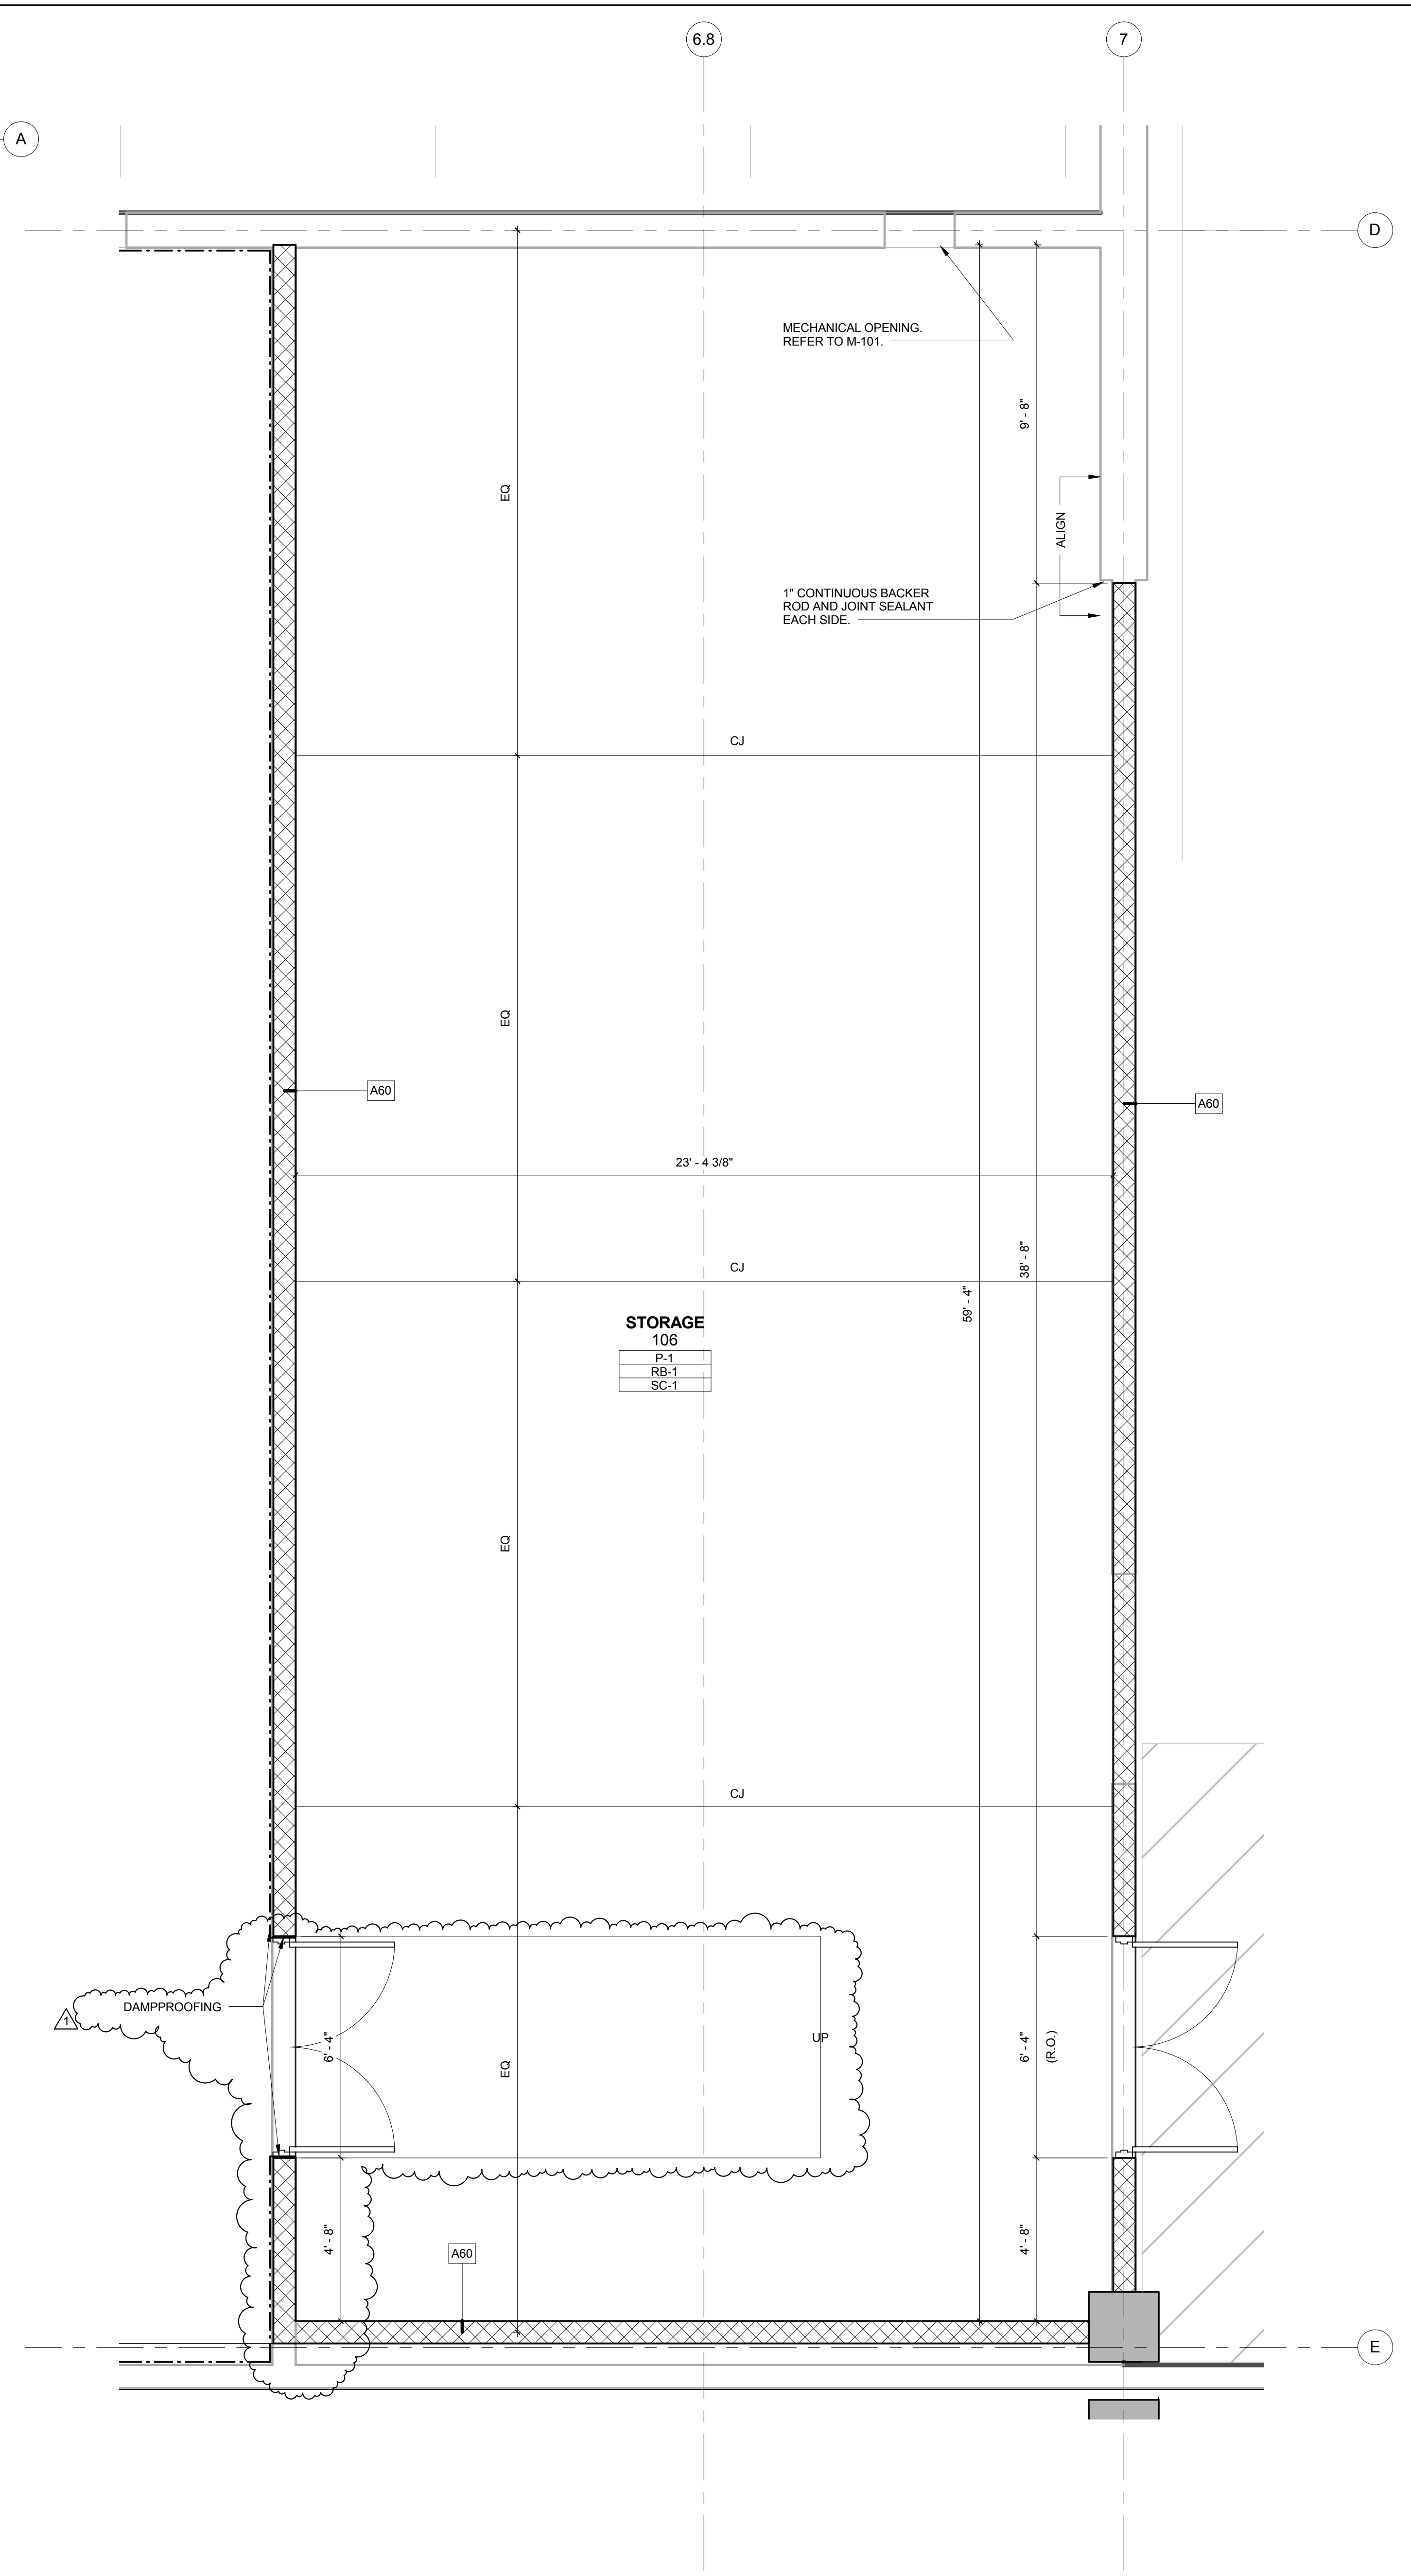 6.8
7
A
D
MECHANICAL OPENING.
REFER TO M-101.
9' - 8"
EQ
ALIGN
1" CONTINUOUS BACKER
ROD AND JOINT SEALANT
EACH SIDE.
CJ
EQ
A60
A60
23' - 4 3/8"
CJ
38' - 8"
59' - 4"
STORAGE
106
P-1
RB-1
SC-1
EQ
CJ
DAMPPROOFING
1
6' - 4"
UP
EQ
6' - 4"
(R.O.)
4' - 8"
A60
4' - 8"
E